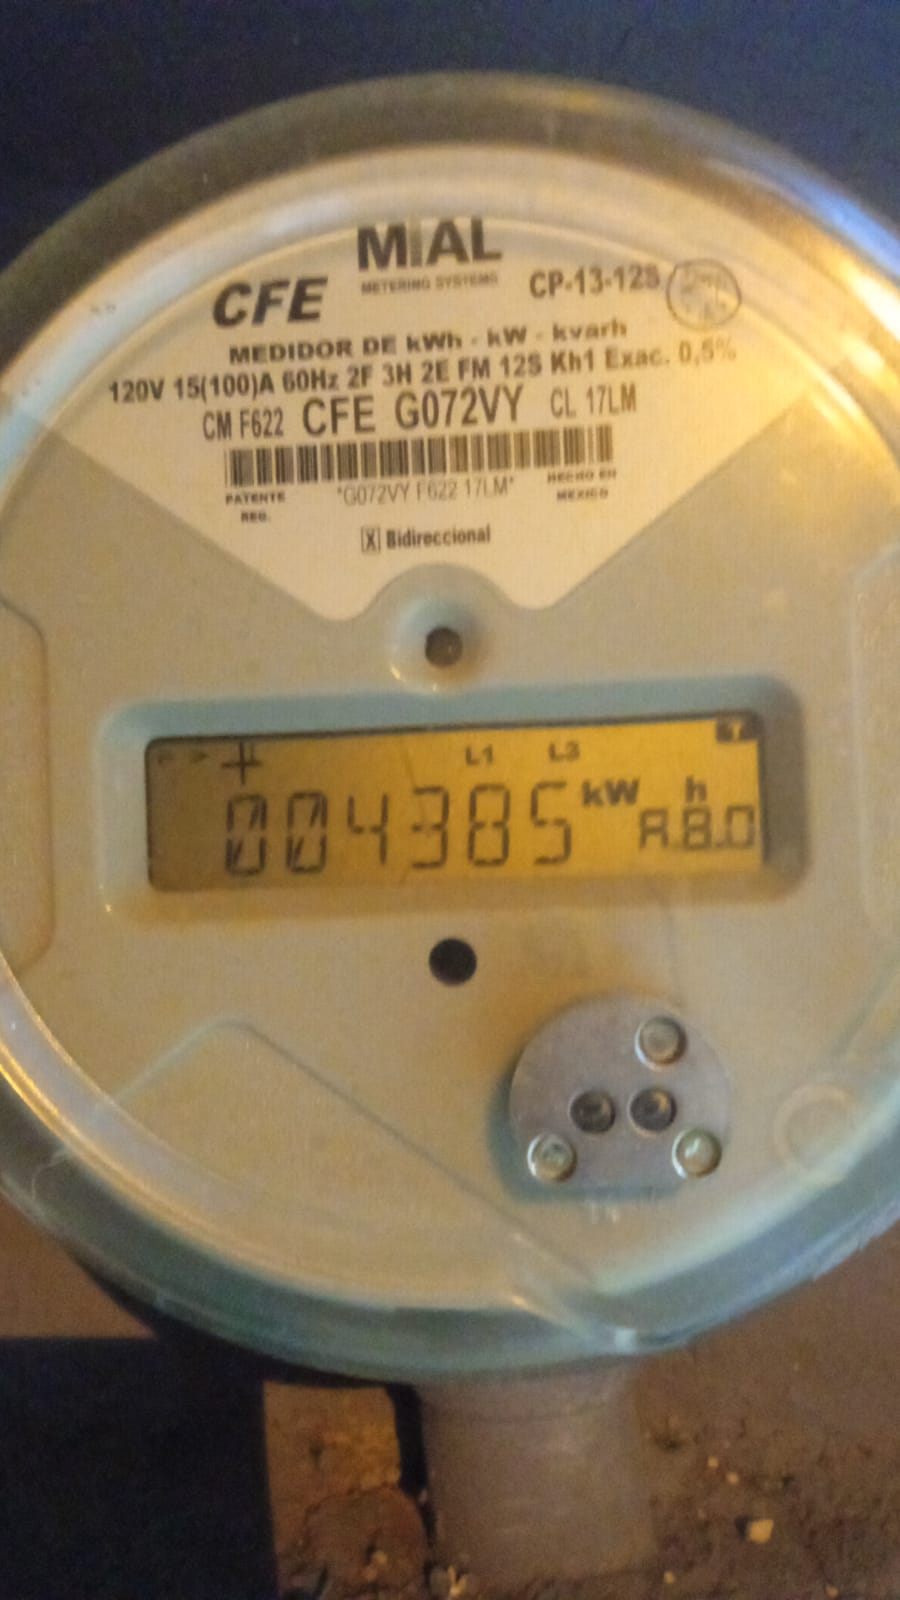 MIAL
METERING SYSTEMS
CFE
CP-13-12S
MEDIDOR DE kWh - kW - kvarh
120V 15(100)A 60Hz 2F 3H 2E FM 12S Kh1 Exac. 0,5%
CM F622 CFE G072VY CL 17LM
PATENTE
REG.
*G072VY F622 17LM*
HECHO EN
MEXICO
X Bidireccional
L1 L3
004385 kW h
A.B.D